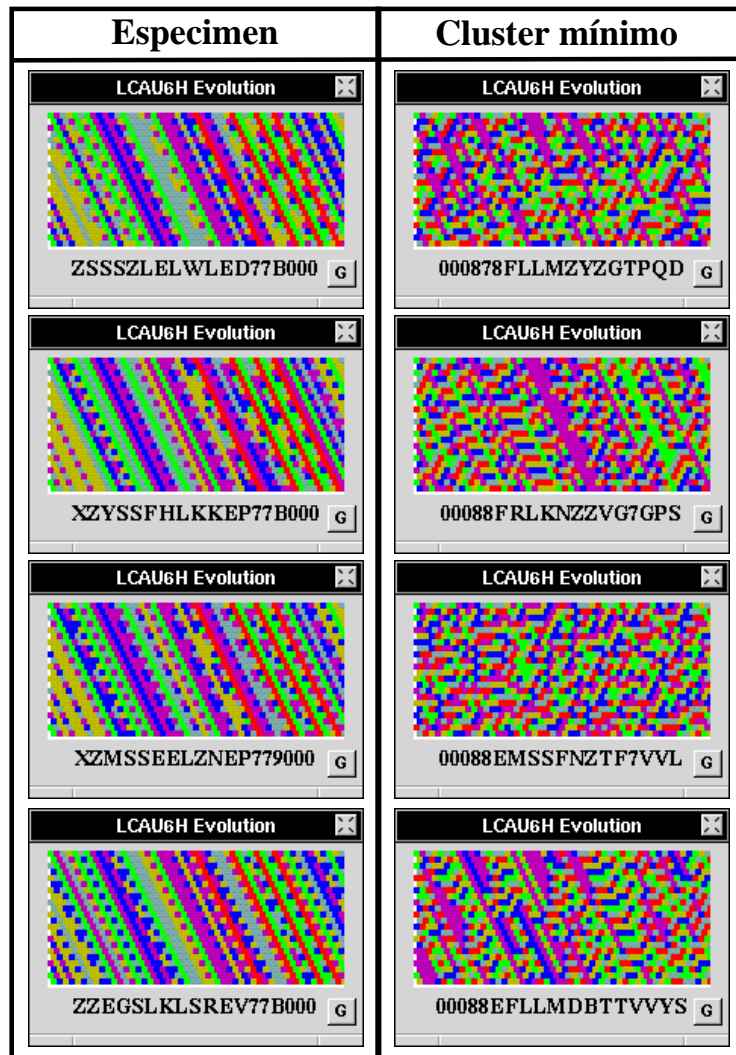 Especimen Cluster mínimo
LCAU6H Evolution LCAU6H Evolution
ZSSSZLELWLED77B000 G 000878FLLMZYZGTPQD G
LCAU6H Evolution LCAU6H Evolution
XZYSSFHLKKEP77B000 G 00088FRLKNZZVG7GPS G
LCAU6H Evolution LCAU6H Evolution
XZMSSEELZNEP779000 G 00088EMSSFNZTF7VVL G
LCAU6H Evolution LCAU6H Evolution
ZZEGSLKLSREV77B000 G 00088EFLLMDBTTVVYS G